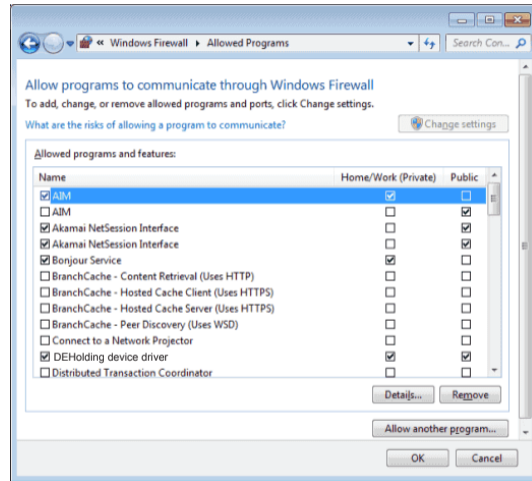 « Windows Firewall ▸ Allowed Programs Search Con...
Allow programs to communicate through Windows Firewall
To add, change, or remove allowed programs and ports, click Change settings.
What are the risks of allowing a program to communicate? Change settings
Allowed programs and features:
Name Home/Work (Private) Public
AIM
AIM
Akamai NetSession Interface
Akamai NetSession Interface
Bonjour Service
BranchCache - Content Retrieval (Uses HTTP)
BranchCache - Hosted Cache Client (Uses HTTPS)
BranchCache - Hosted Cache Server (Uses HTTPS)
BranchCache - Peer Discovery (Uses WSD)
Connect to a Network Projector
DEHolding device driver
Distributed Transaction Coordinator
Details... Remove
Allow another program...
OK Cancel